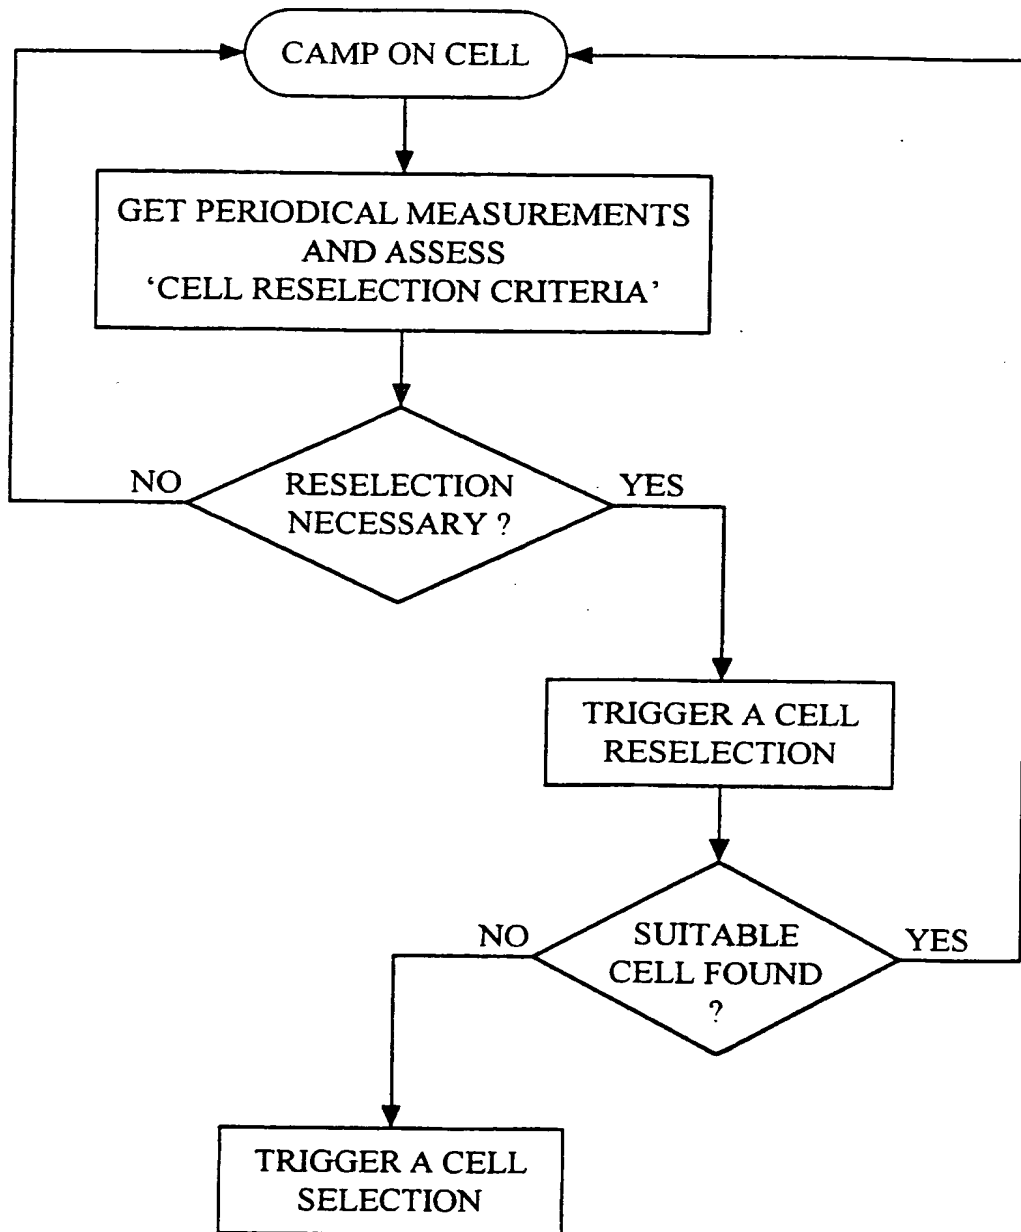 CAMP ON CELL
GET PERIODICAL MEASUREMENTS
AND ASSESS
‘CELL RESELECTION CRITERIA’
NO
RESELECTION
NECESSARY ?
YES
TRIGGER A CELL
RESELECTION
NO
SUITABLE
CELL FOUND
?
YES
TRIGGER A CELL
SELECTION